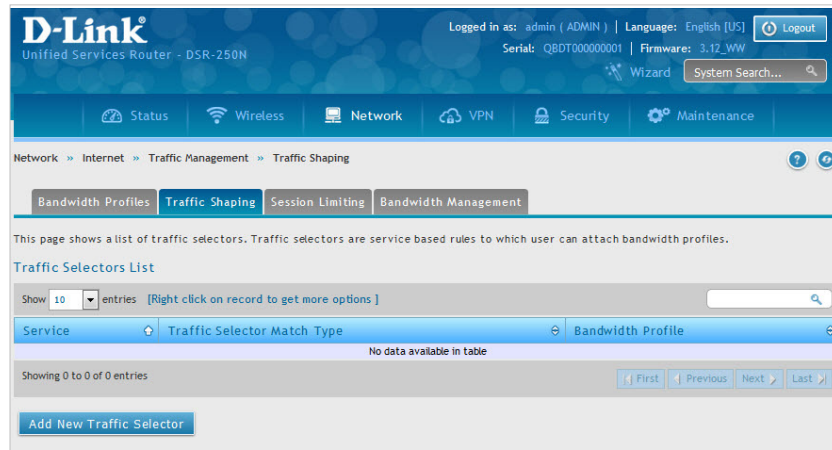 D-Link®
Unified Services Router - DSR-250N
Logged in as: admin ( ADMIN ) | Language: English [US]
Logout
Serial: QBDT000000001 | Firmware: 3.12_WW
Wizard
System Search...
Status
Wireless
Network
VPN
Security
Maintenance
Network » Internet » Traffic Management » Traffic Shaping
?
Bandwidth Profiles
Traffic Shaping
Session Limiting
Bandwidth Management
This page shows a list of traffic selectors. Traffic selectors are service based rules to which user can attach bandwidth profiles.
Traffic Selectors List
Show 10 entries [Right click on record to get more options ]
Service
Traffic Selector Match Type
Bandwidth Profile
No data available in table
Showing 0 to 0 of 0 entries
First
Previous
Next
Last
Add New Traffic Selector